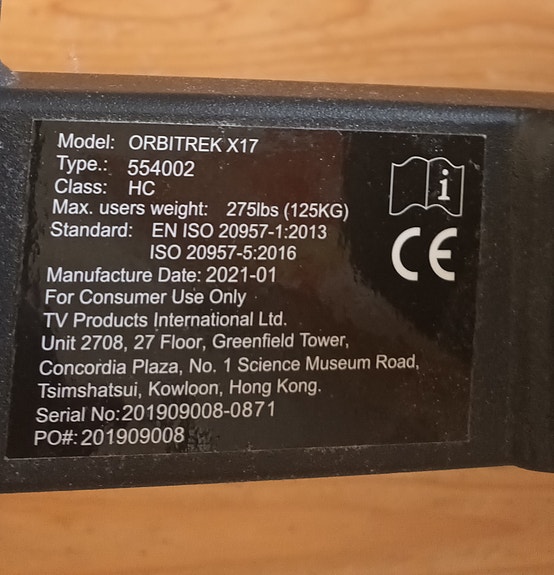 Model: ORBITREK X17
Type.: 554002
Class: HC
Max. users weight: 275lbs (125KG)
Standard: EN ISO 20957-1:2013
ISO 20957-5:2016
Manufacture Date: 2021-01
For Consumer Use Only
TV Products International Ltd.
Unit 2708, 27 Floor, Greenfield Tower,
Concordia Plaza, No. 1 Science Museum Road,
Tsimshatsui, Kowloon, Hong Kong.
Serial No:201909008-0871
PO#: 201909008
i
CE